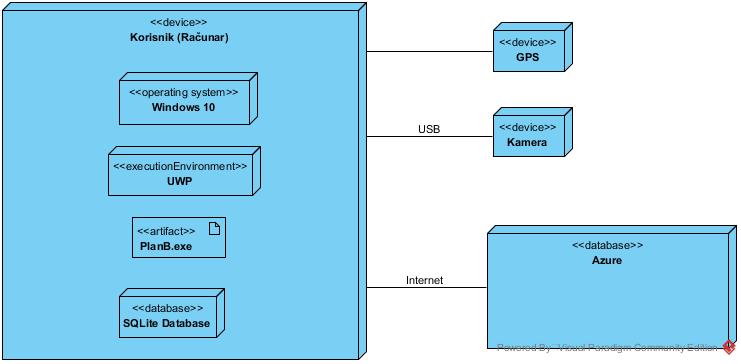 <<device>>
Korisnik (Računar)
<<operating system>>
Windows 10
<<executionEnvironment>>
UWP
<<artifact>>
PlanB.exe
<<database>>
SQLite Database
<<device>>
GPS
USB
<<device>>
Kamera
Internet
<<database>>
Azure
Powered By Visual Paradigm Community Edition